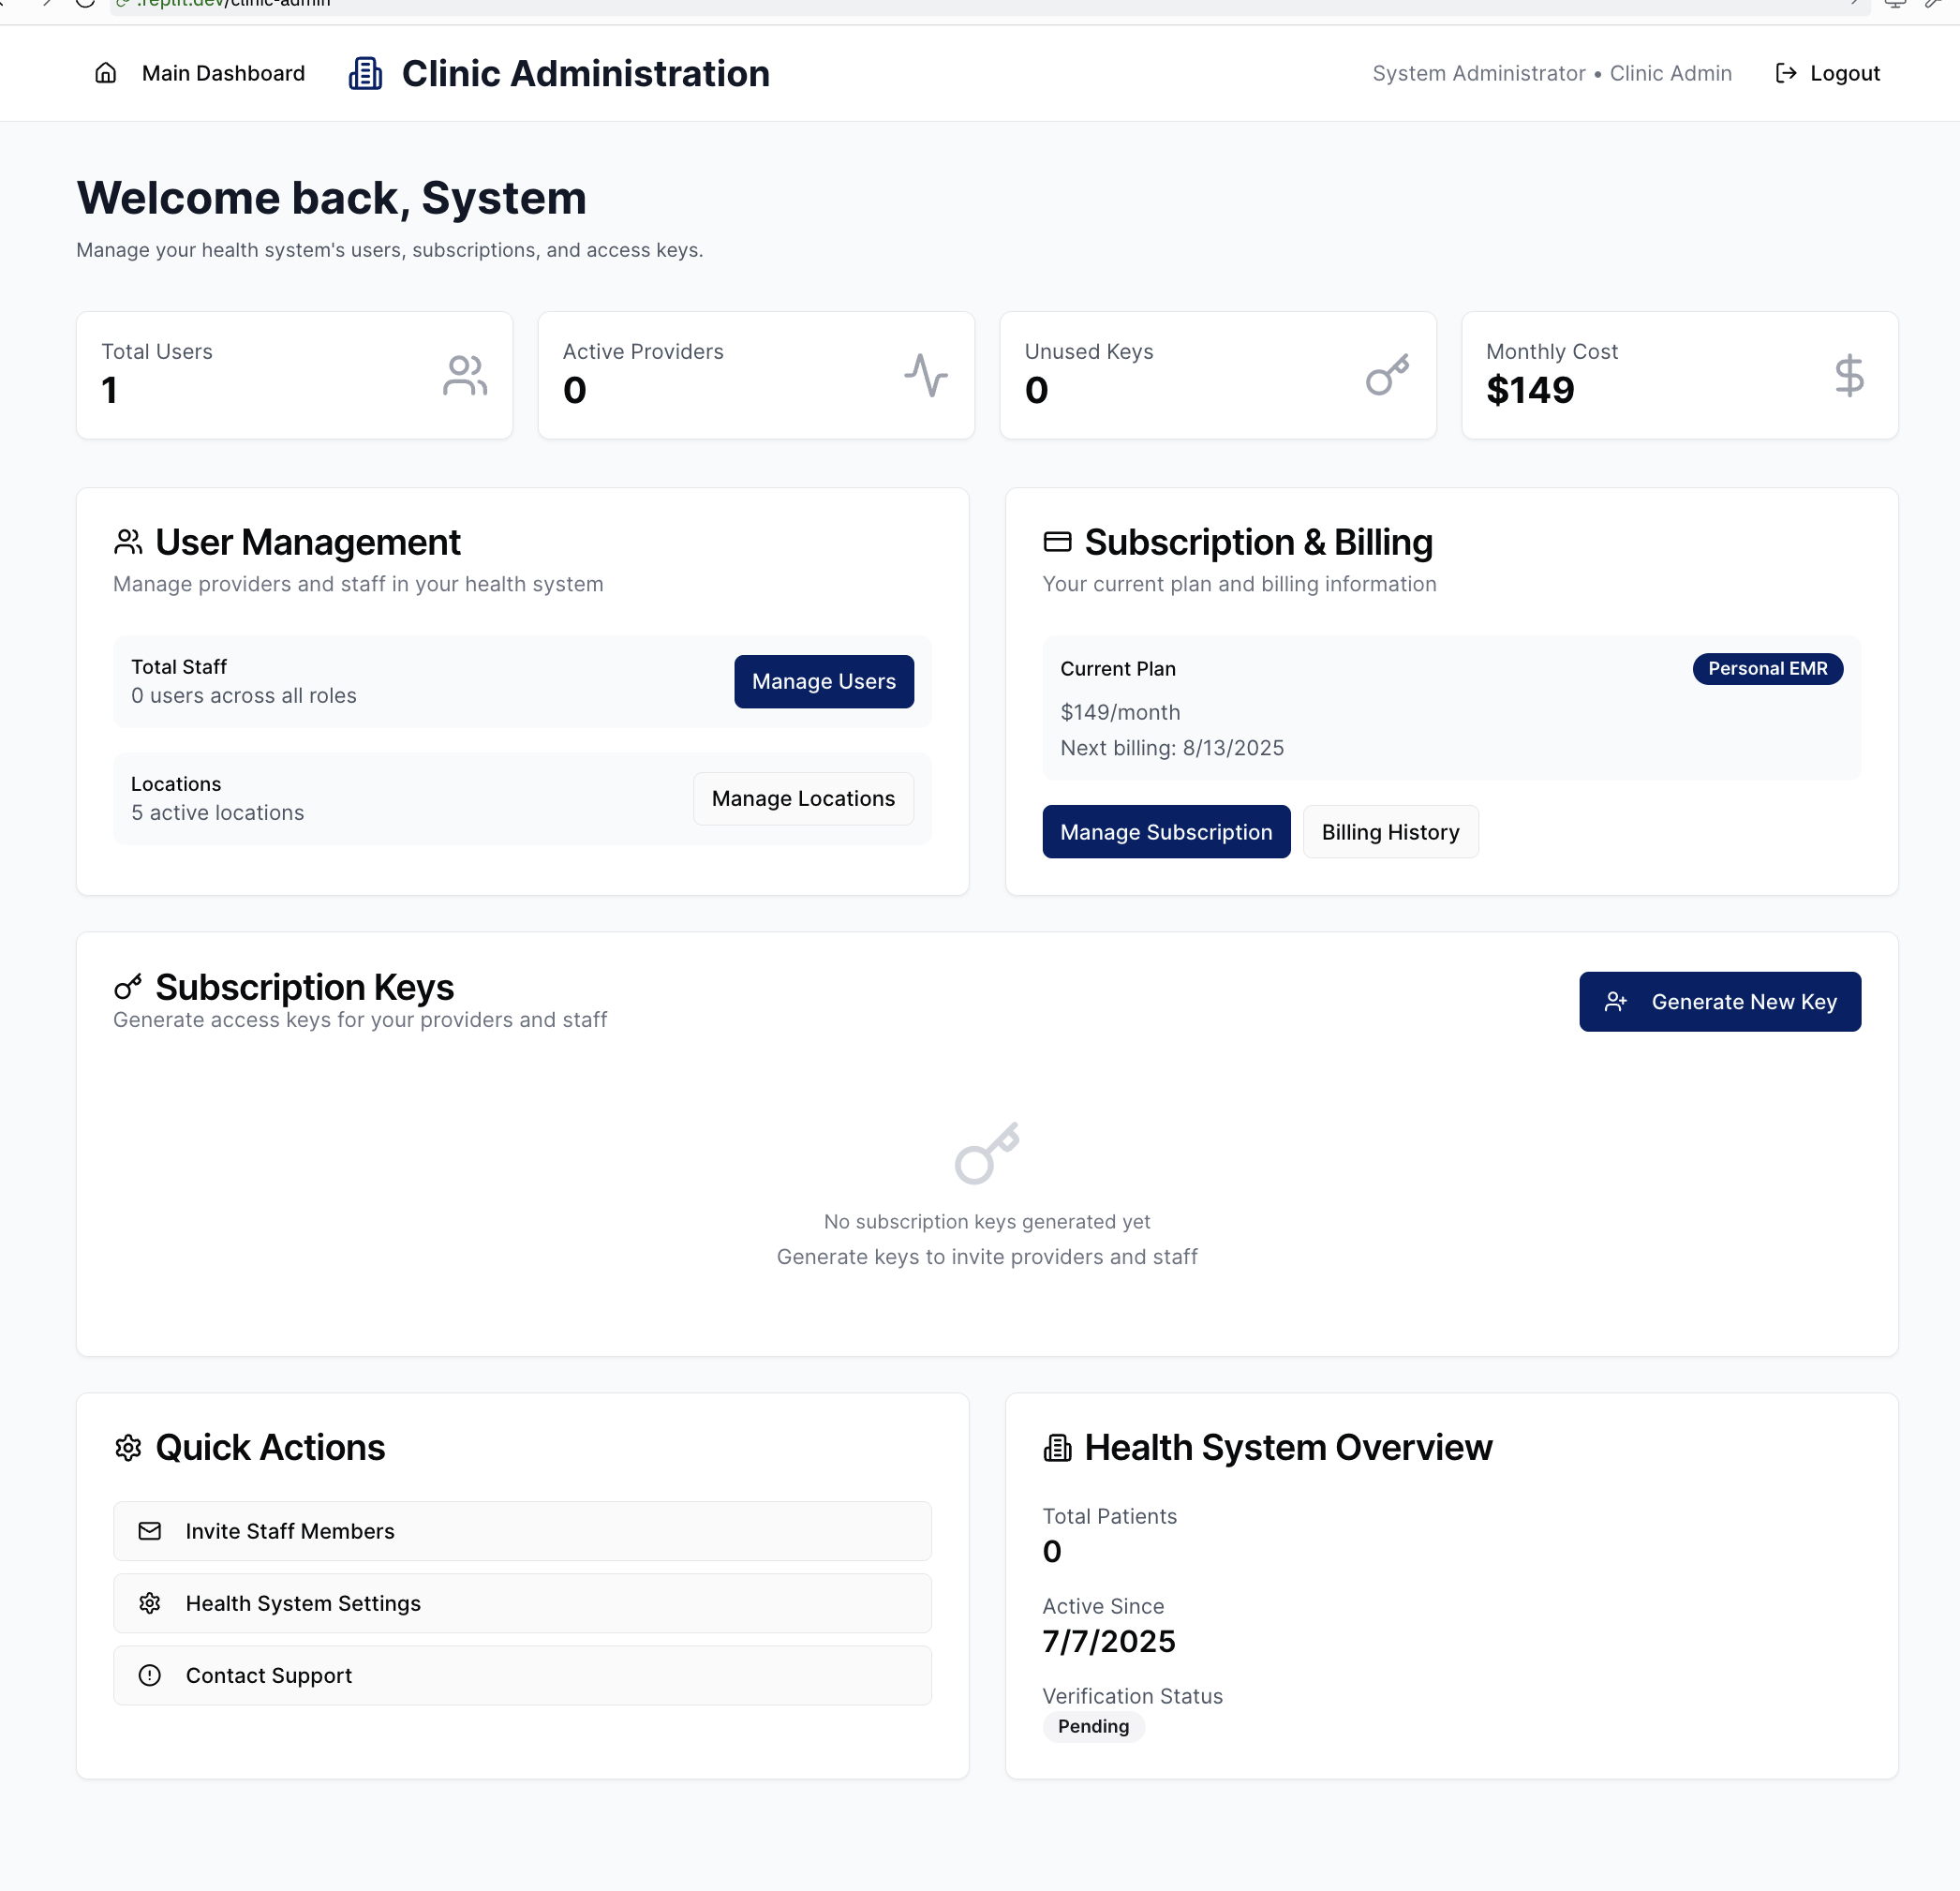 .replit.dev/clinic-admin
Main Dashboard
Clinic Administration
System Administrator • Clinic Admin
Logout
Welcome back, System
Manage your health system's users, subscriptions, and access keys.
Total Users
1
Active Providers
0
Unused Keys
0
Monthly Cost
$149
User Management
Manage providers and staff in your health system
Total Staff
0 users across all roles
Manage Users
Locations
5 active locations
Manage Locations
Subscription & Billing
Your current plan and billing information
Current Plan
Personal EMR
$149/month
Next billing: 8/13/2025
Manage Subscription
Billing History
Subscription Keys
Generate access keys for your providers and staff
Generate New Key
No subscription keys generated yet
Generate keys to invite providers and staff
Quick Actions
Invite Staff Members
Health System Settings
Contact Support
Health System Overview
Total Patients
0
Active Since
7/7/2025
Verification Status
Pending